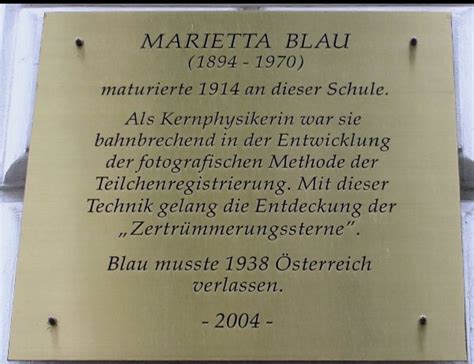 MARIETTA BLAU
(1894 - 1970)
maturierte 1914 an dieser Schule.
Als Kernphysikerin war sie
bahnbrechend in der Entwicklung
der fotografischen Methode der
Teilchenregistrierung. Mit dieser
Technik gelang die Entdeckung der
„Zertrümmerungssterne”.
Blau musste 1938 Österreich
verlassen.
- 2004 -